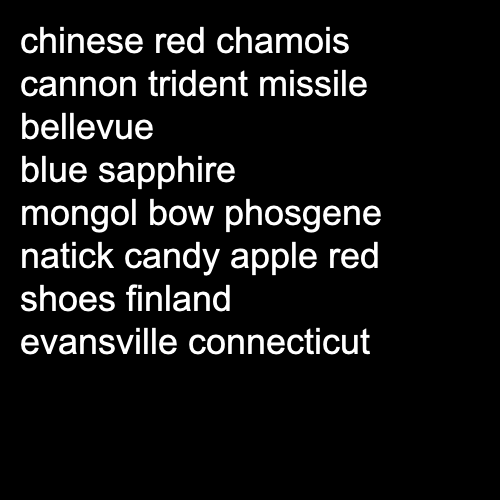 chinese red chamois
cannon trident missile
bellevue
blue sapphire
mongol bow phosgene
natick candy apple red
shoes finland
evansville connecticut